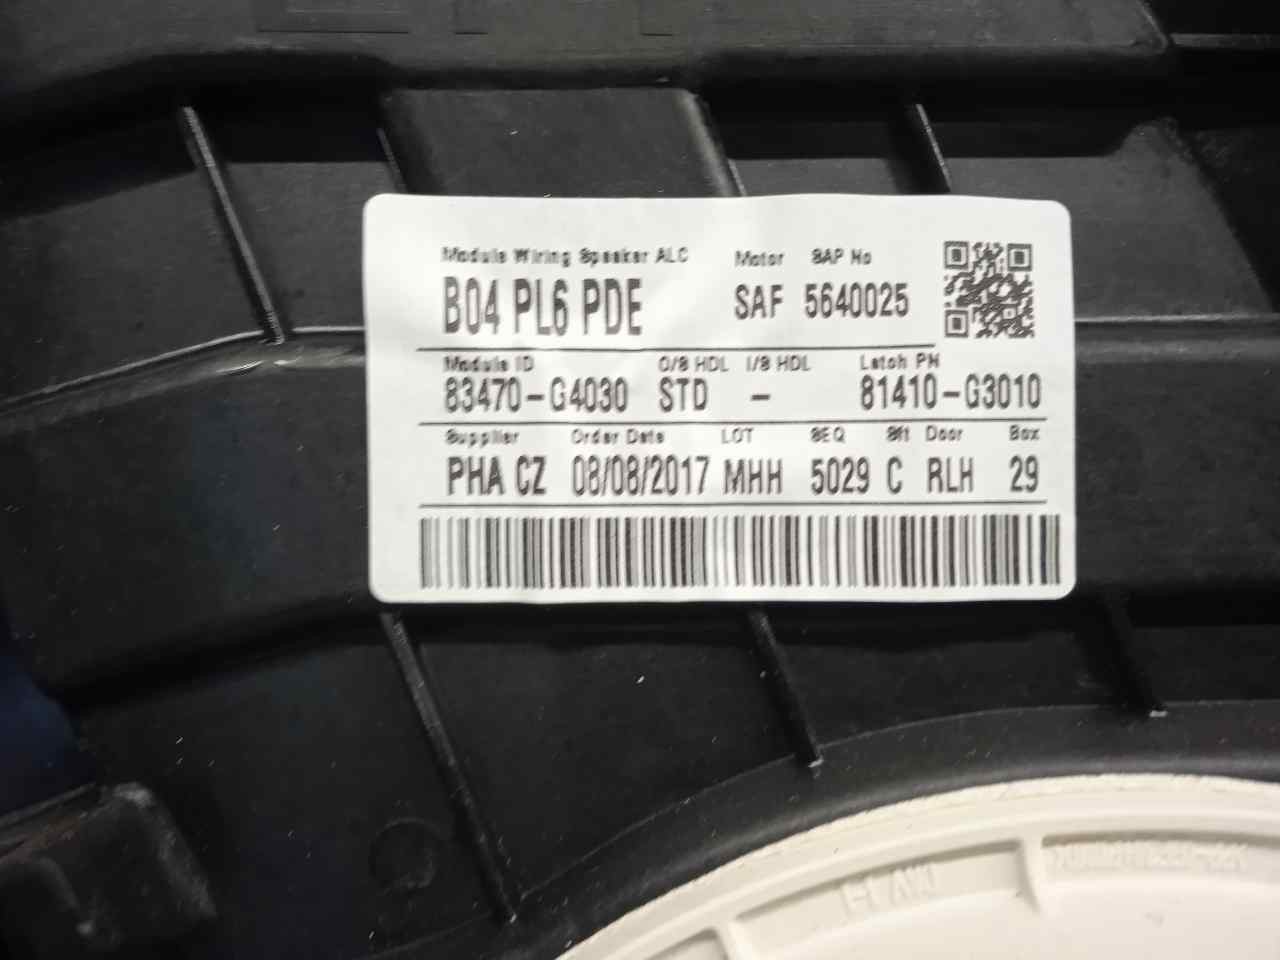 Module Wiring Speaker ALC Motor SAP No
B04 PL6 PDE SAF 5640025
Module ID O/S HDL I/S HDL Latch PN
83470-G4030 STD - 81410-G3010
Supplier Order Date LOT SEQ Sft Door Box
PHA CZ 08/08/2017 MHH 5029 C RLH 29